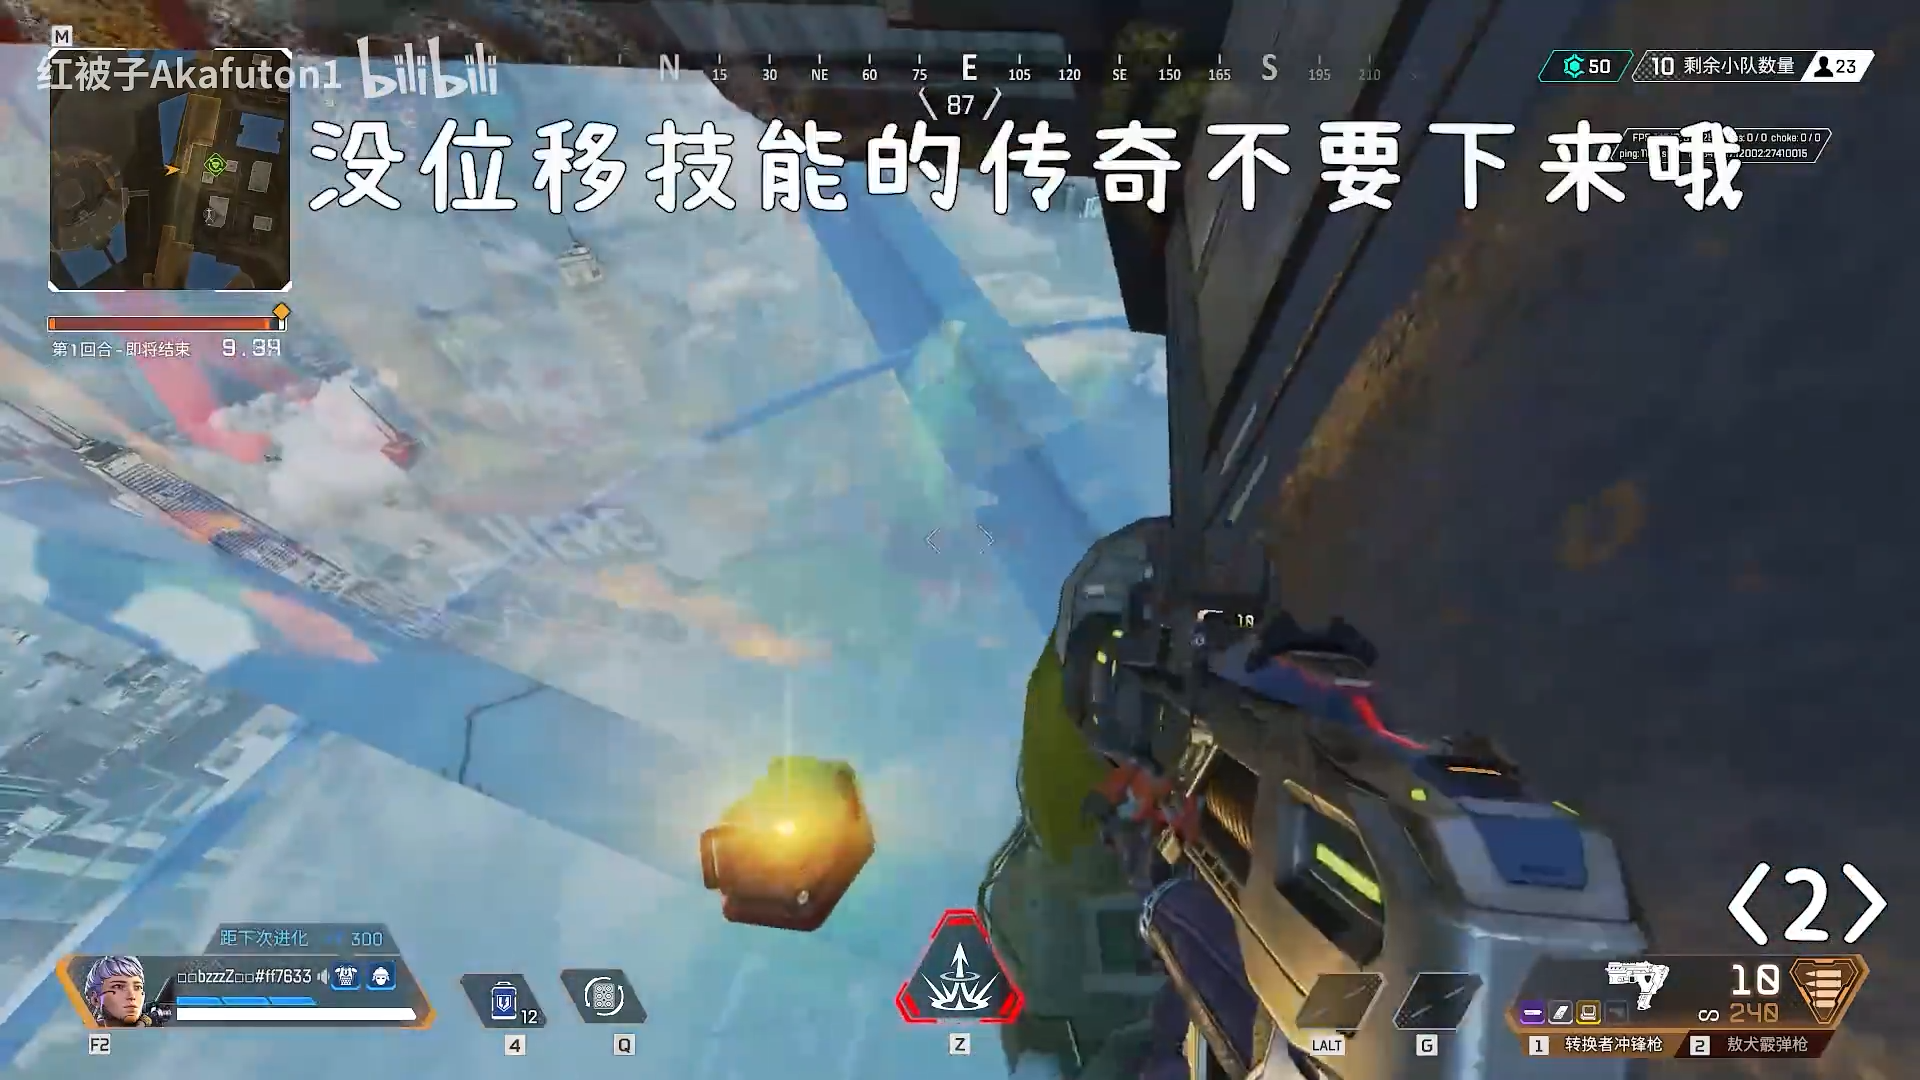 M
红被子Akafuton1 bilibili
N 15 30 NE 60 75 E 105 120 SE 150 165 S 195 210
87
50
10 剩余小队数量 23
没位移技能的传奇不要下来哦
第1回合-即将结束
10
<2>
距下次进化 300
bzzzZ□□#ff7633
12
10
240
F2
4
Q
Z
LALT
G
1 转换者冲锋枪
2 敖犬霰弹枪